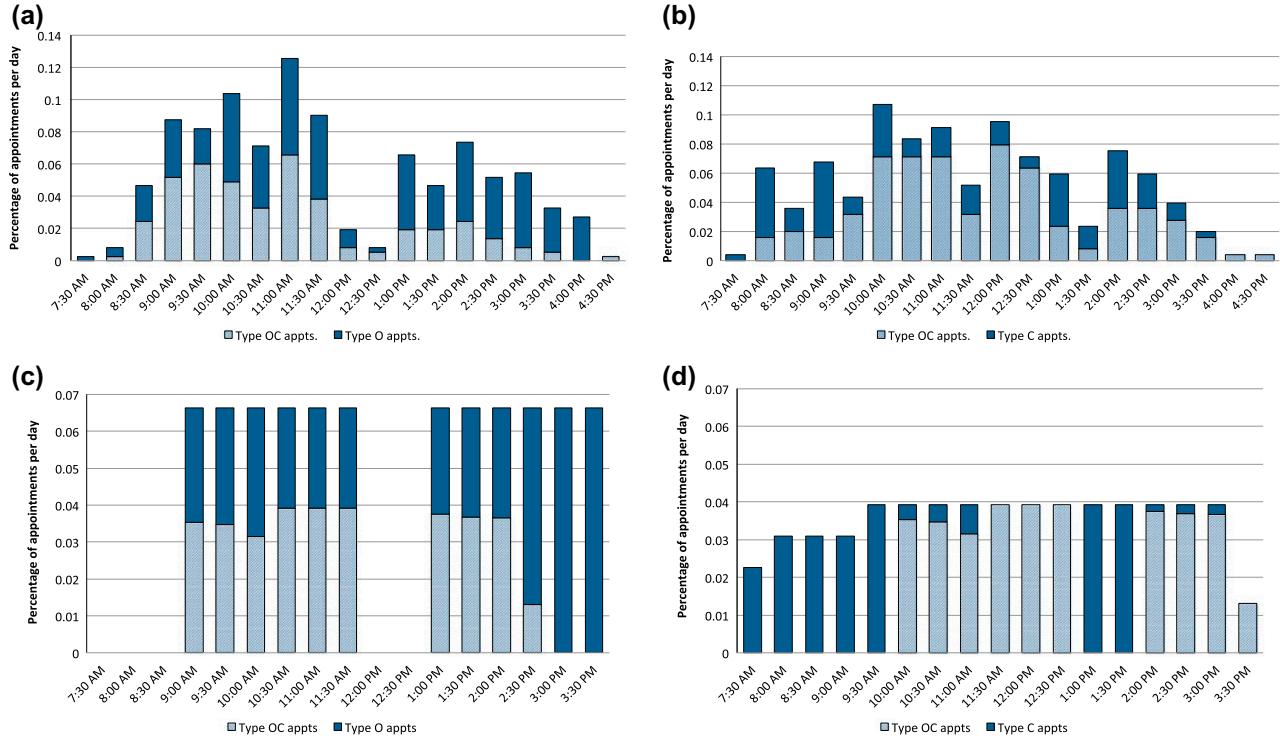 (a)
Percentage of appointments per day
0.14
0.12
0.1
0.08
0.06
0.04
0.02
0
7:30 AM
8:00 AM
8:30 AM
9:00 AM
9:30 AM
10:00 AM
10:30 AM
11:00 AM
11:30 AM
12:00 PM
12:30 PM
1:00 PM
1:30 PM
2:00 PM
2:30 PM
3:00 PM
3:30 PM
4:00 PM
4:30 PM
Type OC appts. Type O appts.
(b)
Percentage of appointments per day
0.14
0.12
0.1
0.08
0.06
0.04
0.02
0
7:30 AM
8:00 AM
8:30 AM
9:00 AM
9:30 AM
10:00 AM
10:30 AM
11:00 AM
11:30 AM
12:00 PM
12:30 PM
1:00 PM
1:30 PM
2:00 PM
2:30 PM
3:00 PM
3:30 PM
4:00 PM
4:30 PM
Type OC appts. Type C appts.
(c)
Percentage of appointments per day
0.07
0.06
0.05
0.04
0.03
0.02
0.01
0
7:30 AM
8:00 AM
8:30 AM
9:00 AM
9:30 AM
10:00 AM
10:30 AM
11:00 AM
11:30 AM
12:00 PM
12:30 PM
1:00 PM
1:30 PM
2:00 PM
2:30 PM
3:00 PM
3:30 PM
Type OC appts Type O appts
(d)
Percentage of appointments per day
0.07
0.06
0.05
0.04
0.03
0.02
0.01
0
7:30 AM
8:00 AM
8:30 AM
9:00 AM
9:30 AM
10:00 AM
10:30 AM
11:00 AM
11:30 AM
12:00 PM
12:30 PM
1:00 PM
1:30 PM
2:00 PM
2:30 PM
3:00 PM
3:30 PM
Type OC appts Type C appts